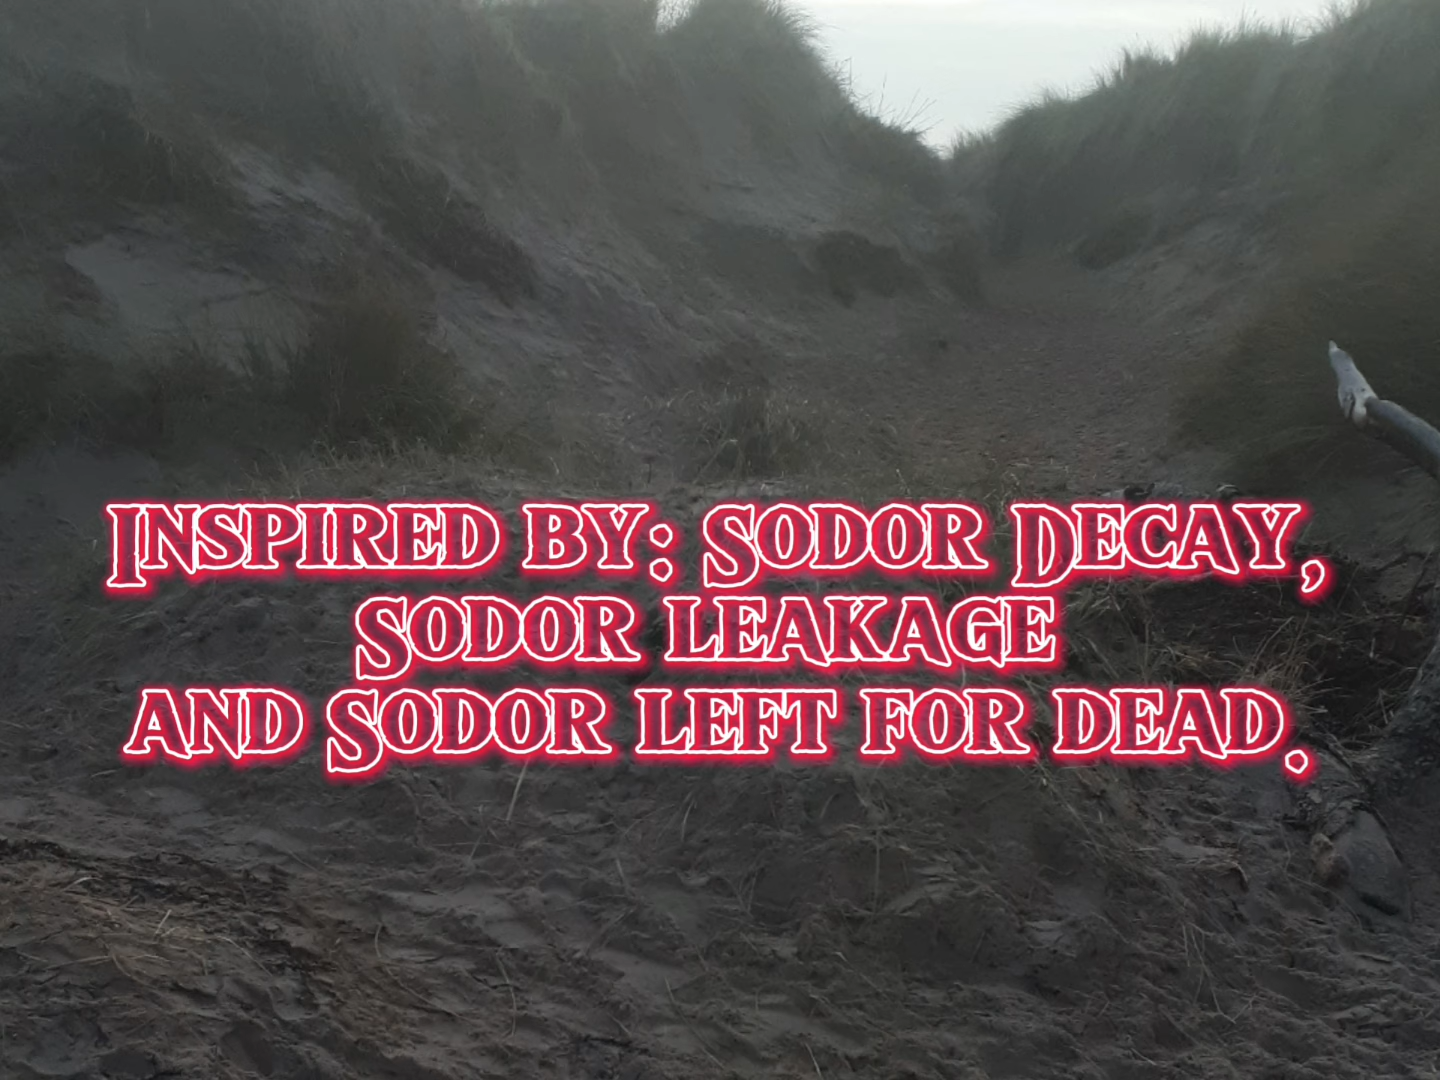 Inspired by: Sodor Decay,
Sodor leakage
and Sodor left for dead.